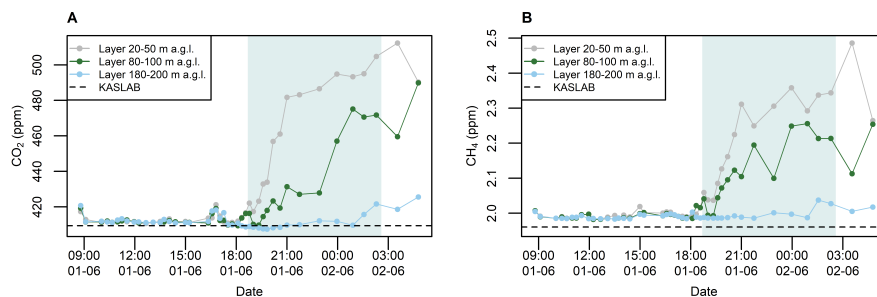 A
Layer 20-50 m a.g.l.
Layer 80-100 m a.g.l.
Layer 180-200 m a.g.l.
KASLAB
CO2 (ppm)
500
480
460
440
420
09:00 12:00 15:00 18:00 21:00 00:00 03:00
01-06 01-06 01-06 01-06 01-06 02-06 02-06
Date
B
Layer 20-50 m a.g.l.
Layer 80-100 m a.g.l.
Layer 180-200 m a.g.l.
KASLAB
CH4 (ppm)
2.5
2.4
2.3
2.2
2.1
2.0
09:00 12:00 15:00 18:00 21:00 00:00 03:00
01-06 01-06 01-06 01-06 01-06 02-06 02-06
Date